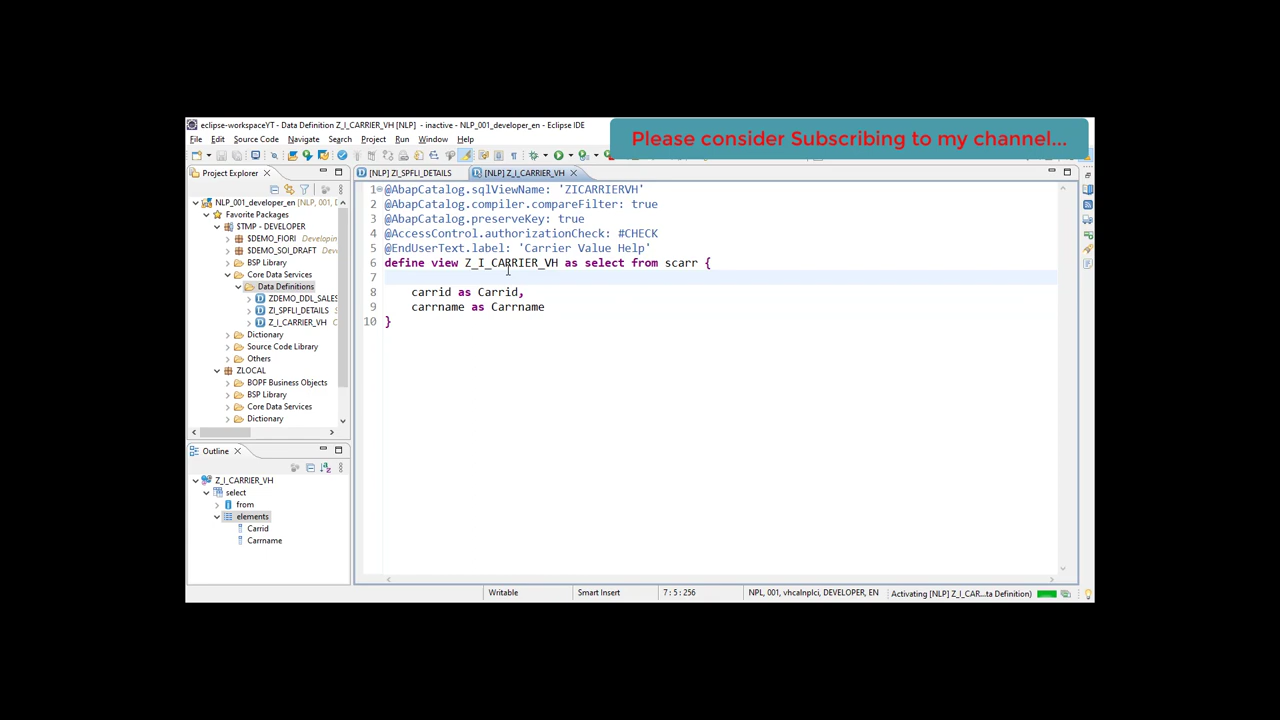 Please consider Subscribing to my channel...
eclipse-workspaceYT - Data Definition Z_I_CARRIER_VH [NLP] - inactive - NLP_001_developer_en - Eclipse IDE
File Edit Source Code Navigate Search Project Run Window Help
Project Explorer
[NLP] ZI_SPFLI_DETAILS
[NLP] Z_I_CARRIER_VH
NLP_001_developer_en [NLP, 001,
Favorite Packages
$TMP - DEVELOPER
$DEMO_FIORI Developin
$DEMO_SOI_DRAFT
BSP Library
Core Data Services
Data Definitions
ZDEMO_DDL_SALES
ZI_SPFLI_DETAILS
Z_I_CARRIER_VH
Dictionary
Source Code Library
Others
ZLOCAL
BOPF Business Objects
BSP Library
Core Data Services
Dictionary
1 @AbapCatalog.sqlViewName: 'ZICARRIERVH'
2 @AbapCatalog.compiler.compareFilter: true
3 @AbapCatalog.preserveKey: true
4 @AccessControl.authorizationCheck: #CHECK
5 @EndUserText.label: 'Carrier Value Help'
6 define view Z_I_CARRIER_VH as select from scarr {
7
8 carrid as Carrid,
9 carrname as Carrname
10 }
Outline
Z_I_CARRIER_VH
select
from
elements
Carrid
Carrname
Writable
Smart Insert
7 : 5 : 256
NPL, 001, vhcalnplci, DEVELOPER, EN
Activating [NLP] Z_I_CAR...ta Definition)